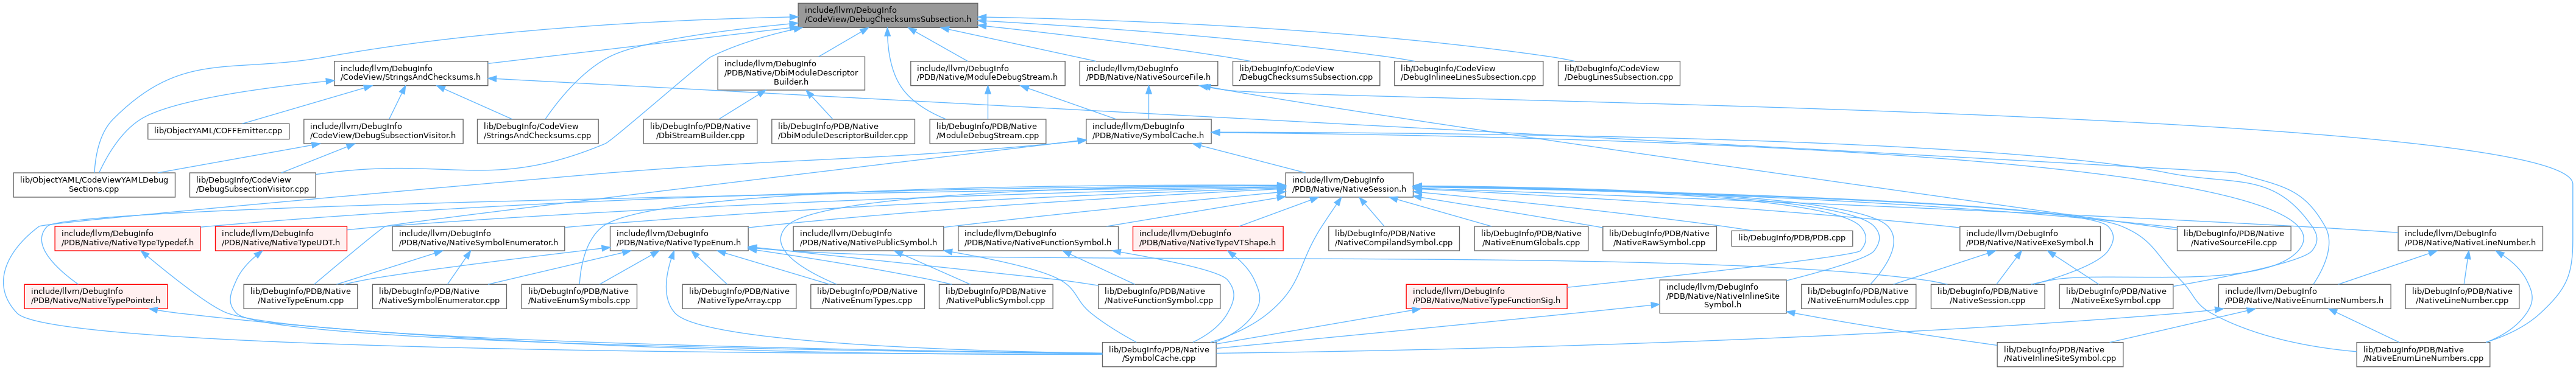 include/llvm/DebugInfo
/CodeView/DebugChecksumsSubsection.h
include/llvm/DebugInfo
/CodeView/StringsAndChecksums.h
include/llvm/DebugInfo
/PDB/Native/DbiModuleDescriptor
Builder.h
include/llvm/DebugInfo
/PDB/Native/ModuleDebugStream.h
include/llvm/DebugInfo
/PDB/Native/NativeSourceFile.h
lib/DebugInfo/CodeView
/DebugChecksumsSubsection.cpp
lib/DebugInfo/CodeView
/DebugInlineeLinesSubsection.cpp
lib/DebugInfo/CodeView
/DebugLinesSubsection.cpp
lib/ObjectYAML/COFFEmitter.cpp
include/llvm/DebugInfo
/CodeView/DebugSubsectionVisitor.h
lib/DebugInfo/CodeView
/StringsAndChecksums.cpp
lib/DebugInfo/PDB/Native
/DbiStreamBuilder.cpp
lib/DebugInfo/PDB/Native
/DbiModuleDescriptorBuilder.cpp
lib/DebugInfo/PDB/Native
/ModuleDebugStream.cpp
include/llvm/DebugInfo
/PDB/Native/SymbolCache.h
lib/ObjectYAML/CodeViewYAMLDebug
Sections.cpp
lib/DebugInfo/CodeView
/DebugSubsectionVisitor.cpp
include/llvm/DebugInfo
/PDB/Native/NativeSession.h
include/llvm/DebugInfo
/PDB/Native/NativeTypeTypedef.h
include/llvm/DebugInfo
/PDB/Native/NativeTypeUDT.h
include/llvm/DebugInfo
/PDB/Native/NativeSymbolEnumerator.h
include/llvm/DebugInfo
/PDB/Native/NativeTypeEnum.h
include/llvm/DebugInfo
/PDB/Native/NativePublicSymbol.h
include/llvm/DebugInfo
/PDB/Native/NativeFunctionSymbol.h
include/llvm/DebugInfo
/PDB/Native/NativeTypeVTShape.h
lib/DebugInfo/PDB/Native
/NativeCompilandSymbol.cpp
lib/DebugInfo/PDB/Native
/NativeEnumGlobals.cpp
lib/DebugInfo/PDB/Native
/NativeRawSymbol.cpp
lib/DebugInfo/PDB/PDB.cpp
include/llvm/DebugInfo
/PDB/Native/NativeExeSymbol.h
lib/DebugInfo/PDB/Native
/NativeSourceFile.cpp
include/llvm/DebugInfo
/PDB/Native/NativeLineNumber.h
include/llvm/DebugInfo
/PDB/Native/NativeTypePointer.h
lib/DebugInfo/PDB/Native
/NativeTypeEnum.cpp
lib/DebugInfo/PDB/Native
/NativeSymbolEnumerator.cpp
lib/DebugInfo/PDB/Native
/NativeEnumSymbols.cpp
lib/DebugInfo/PDB/Native
/NativeTypeArray.cpp
lib/DebugInfo/PDB/Native
/NativeEnumTypes.cpp
lib/DebugInfo/PDB/Native
/NativePublicSymbol.cpp
lib/DebugInfo/PDB/Native
/NativeFunctionSymbol.cpp
include/llvm/DebugInfo
/PDB/Native/NativeTypeFunctionSig.h
include/llvm/DebugInfo
/PDB/Native/NativeInlineSite
Symbol.h
lib/DebugInfo/PDB/Native
/NativeEnumModules.cpp
lib/DebugInfo/PDB/Native
/NativeSession.cpp
lib/DebugInfo/PDB/Native
/NativeExeSymbol.cpp
include/llvm/DebugInfo
/PDB/Native/NativeEnumLineNumbers.h
lib/DebugInfo/PDB/Native
/NativeLineNumber.cpp
lib/DebugInfo/PDB/Native
/SymbolCache.cpp
lib/DebugInfo/PDB/Native
/NativeInlineSiteSymbol.cpp
lib/DebugInfo/PDB/Native
/NativeEnumLineNumbers.cpp